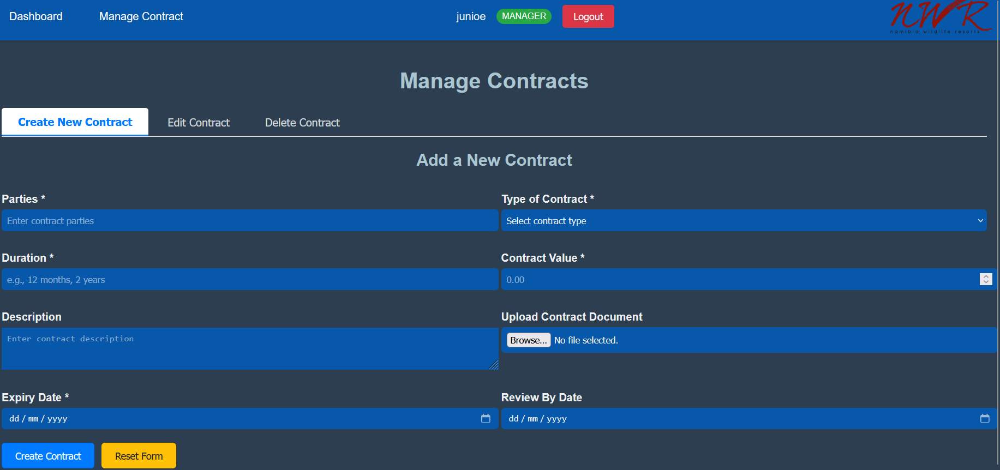 Dashboard Manage Contract junioe MANAGER Logout
NWR
namibia wildlife resorts
Manage Contracts
Create New Contract Edit Contract Delete Contract
Add a New Contract
Parties * Type of Contract *
Enter contract parties Select contract type
Duration * Contract Value *
e.g., 12 months, 2 years 0.00
Description Upload Contract Document
Enter contract description Browse... No file selected.
Expiry Date * Review By Date
dd / mm / yyyy dd / mm / yyyy
Create Contract Reset Form